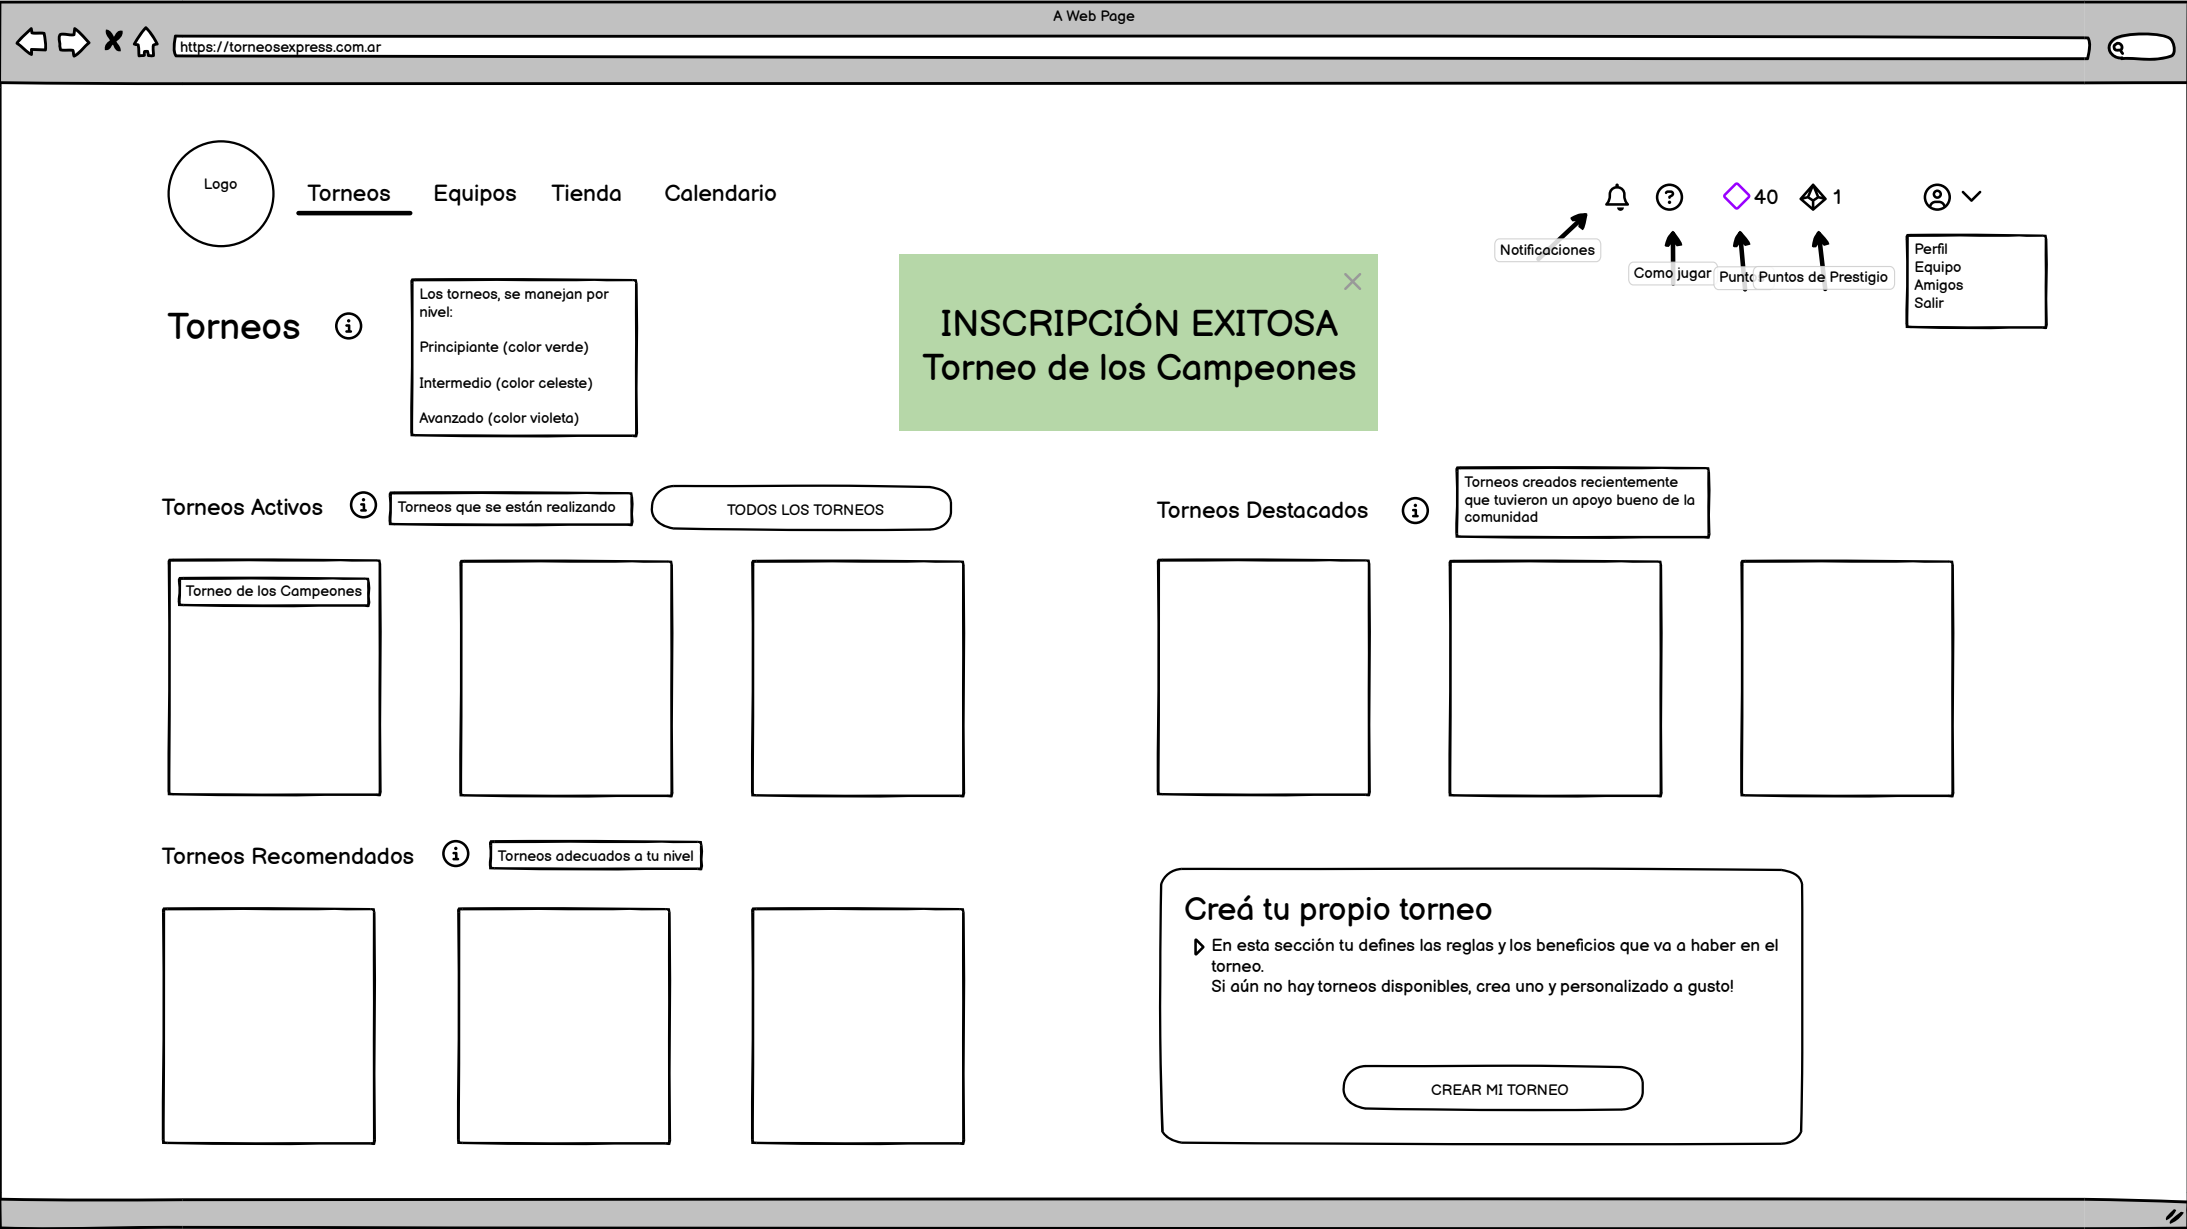 A Web Page
https://torneosexpress.com.ar
Logo
Torneos
Equipos
Tienda
Calendario
40
1
Notificaciones
Como jugar
Puntos de Prestigio
Perfil
Equipo
Amigos
Salir
Torneos
Los torneos, se manejan por
nivel:
Principiante (color verde)
Intermedio (color celeste)
Avanzado (color violeta)
INSCRIPCIÓN EXITOSA
Torneo de los Campeones
Torneos Activos
Torneos que se están realizando
TODOS LOS TORNEOS
Torneo de los Campeones
Torneos Destacados
Torneos creados recientemente
que tuvieron un apoyo bueno de la
comunidad
Torneos Recomendados
Torneos adecuados a tu nivel
Creá tu propio torneo
En esta sección tu defines las reglas y los beneficios que va a haber en el
torneo.
Si aún no hay torneos disponibles, crea uno y personalizado a gusto!
CREAR MI TORNEO